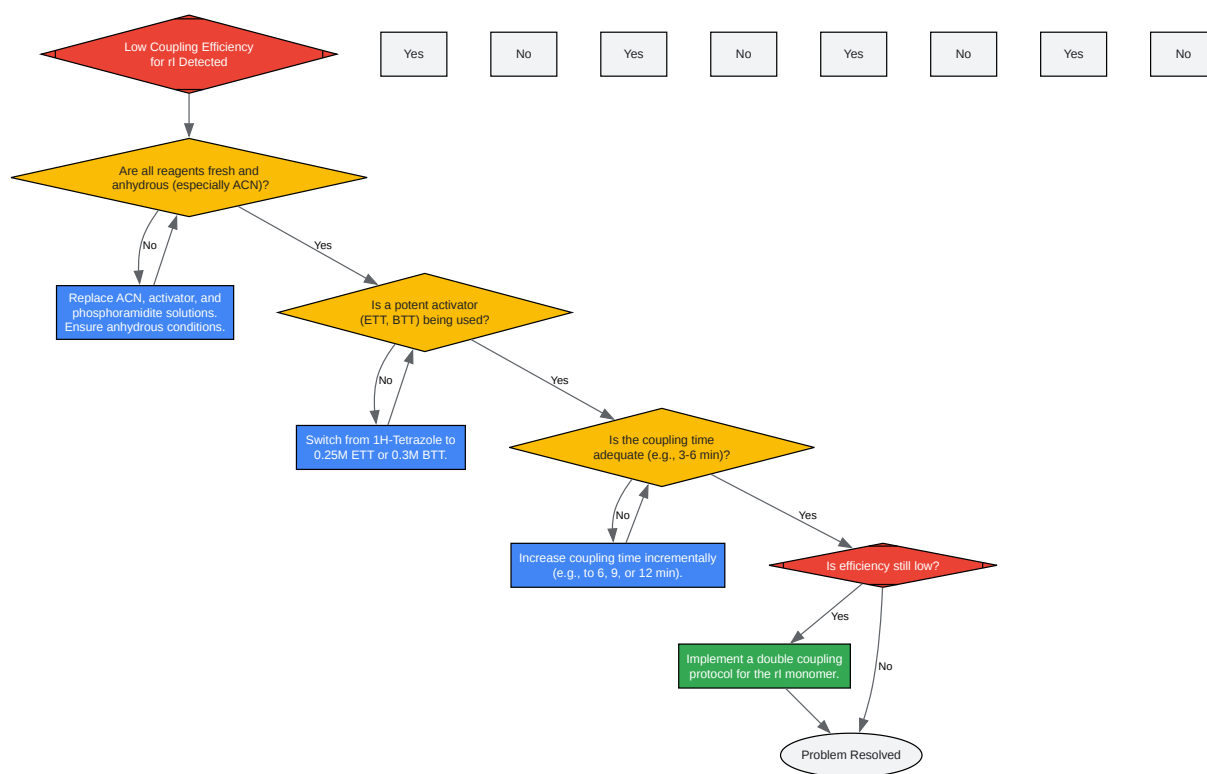 Low Coupling Efficiency
for rI Detected
Yes
No
Yes
No
Yes
No
Yes
No
Are all reagents fresh and
anhydrous (especially ACN)?
No
Yes
Replace ACN, activator, and
phosphoramidite solutions.
Ensure anhydrous conditions.
Is a potent activator
(ETT, BTT) being used?
No
Yes
Switch from 1H-Tetrazole to
0.25M ETT or 0.3M BTT.
Is the coupling time
adequate (e.g., 3-6 min)?
No
Yes
Increase coupling time incrementally
(e.g., to 6, 9, or 12 min).
Is efficiency still low?
Yes
No
Implement a double coupling
protocol for the rI monomer.
Problem Resolved